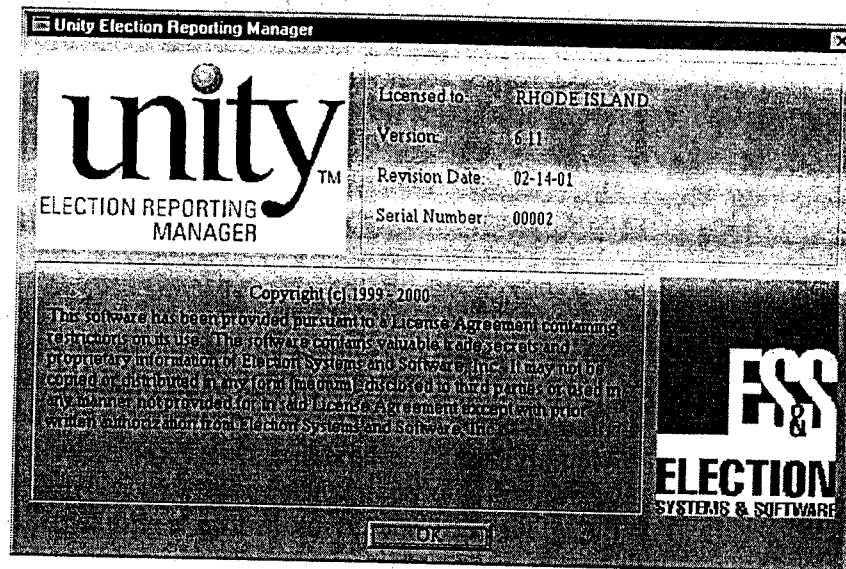 Unity Election Reporting Manager
unity TM
ELECTION REPORTING
MANAGER
Licensed to: RHODE ISLAND
Version: 6.11
Revision Date: 02-14-01
Serial Number: 00002
Copyright (c) 1999 - 2000
This software has been provided pursuant to a License Agreement containing
restrictions on its use. The software contains valuable trade secrets and
proprietary information of Election Systems and Software, Inc. It may not be
copied or distributed in any form (medium) disclosed to third parties or used in
any manner not provided for in said License Agreement except with prior
written authorization from Election Systems and Software, Inc.
ES&S
ELECTION
SYSTEMS & SOFTWARE
OK